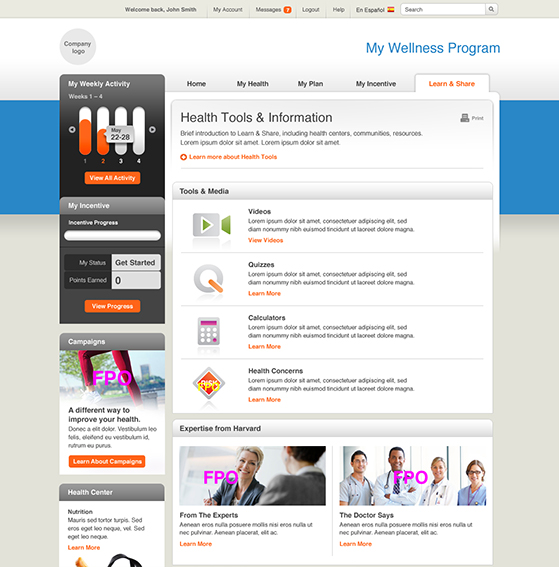 Welcome back, John Smith
My Account
Messages 7
Logout
Help
En Español
Search
Company
logo
My Wellness Program
My Weekly Activity
Weeks 1 – 4
May
22-28
1 2 3 4
View All Activity
My Incentive
Incentive Progress
My Status Get Started
Points Earned 0
View Progress
Campaigns
FPO
A different way to
improve your health.
Donec a elit dolor. Vestibulum leo
felis, eleifend eu vestibulum id,
rutrum eu purus.
Learn About Campaigns
Health Center
Nutrition
Mauris sed tortor turpis. Sed
eros eget leo neque, vel. Sed
eget leo neque.
Learn More
Home
My Health
My Plan
My Incentive
Learn & Share
Health Tools & Information
Print
Brief introduction to Learn & Share, including health centers, communities, resources.
Lorem ipsum dolor sit amet, consectetuer adipiscing elit, sed diam.
Learn more about Health Tools
Tools & Media
Videos
Lorem ipsum dolor sit amet, consectetuer adipiscing elit, sed
diam nonummy nibh euismod tincidunt ut laoreet dolore magna.
View Videos
Quizzes
Lorem ipsum dolor sit amet, consectetuer adipiscing elit, sed
diam nonummy nibh euismod tincidunt ut laoreet dolore magna.
Learn More
Calculators
Lorem ipsum dolor sit amet, consectetuer adipiscing elit, sed
diam nonummy nibh euismod tincidunt ut laoreet dolore magna.
Learn More
RISK
Health Concerns
Lorem ipsum dolor sit amet, consectetuer adipiscing elit, sed
diam nonummy nibh euismod tincidunt ut laoreet dolore magna.
Learn More
Expertise from Harvard
FPO
From The Experts
Aenean eros nulla posuere mollis nisi eros nulla ut
nec pulvinar. Aenean placerat, elit ac.
Learn More
FPO
The Doctor Says
Aenean eros nulla posuere mollis nisi eros nulla ut
nec pulvinar. Aenean placerat, elit ac.
Learn More